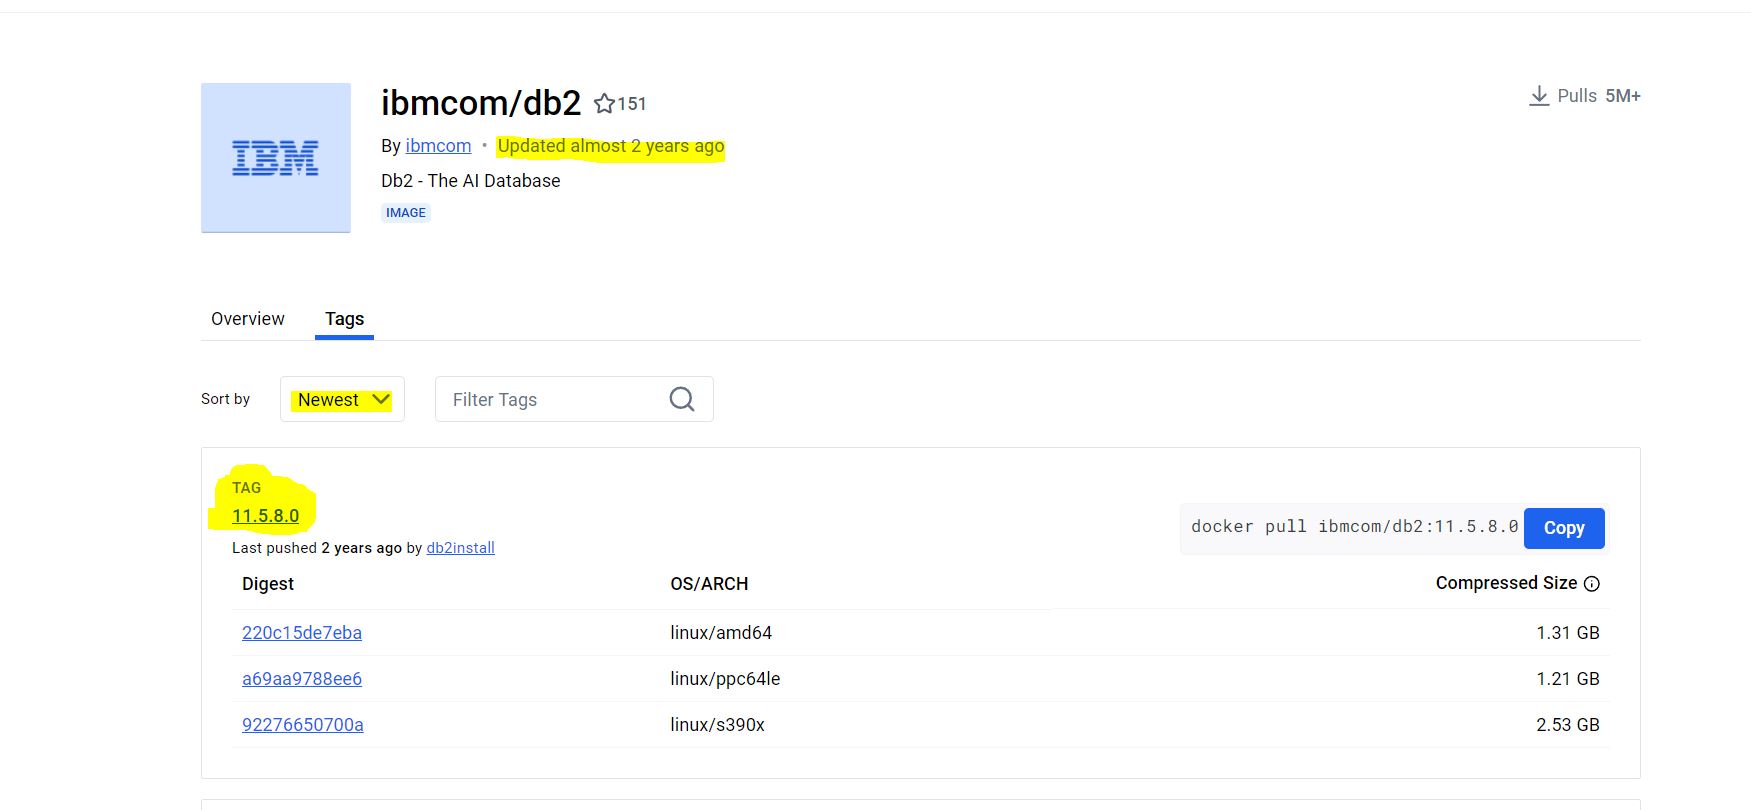 IBM
ibmcom/db2 151
Pulls 5M+
By ibmcom • Updated almost 2 years ago
Db2 - The AI Database
IMAGE
Overview Tags
Sort by Newest Filter Tags
TAG
11.5.8.0
docker pull ibmcom/db2:11.5.8.0 Copy
Last pushed 2 years ago by db2install
Digest OS/ARCH Compressed Size
220c15de7eba linux/amd64 1.31 GB
a69aa9788ee6 linux/ppc64le 1.21 GB
92276650700a linux/s390x 2.53 GB